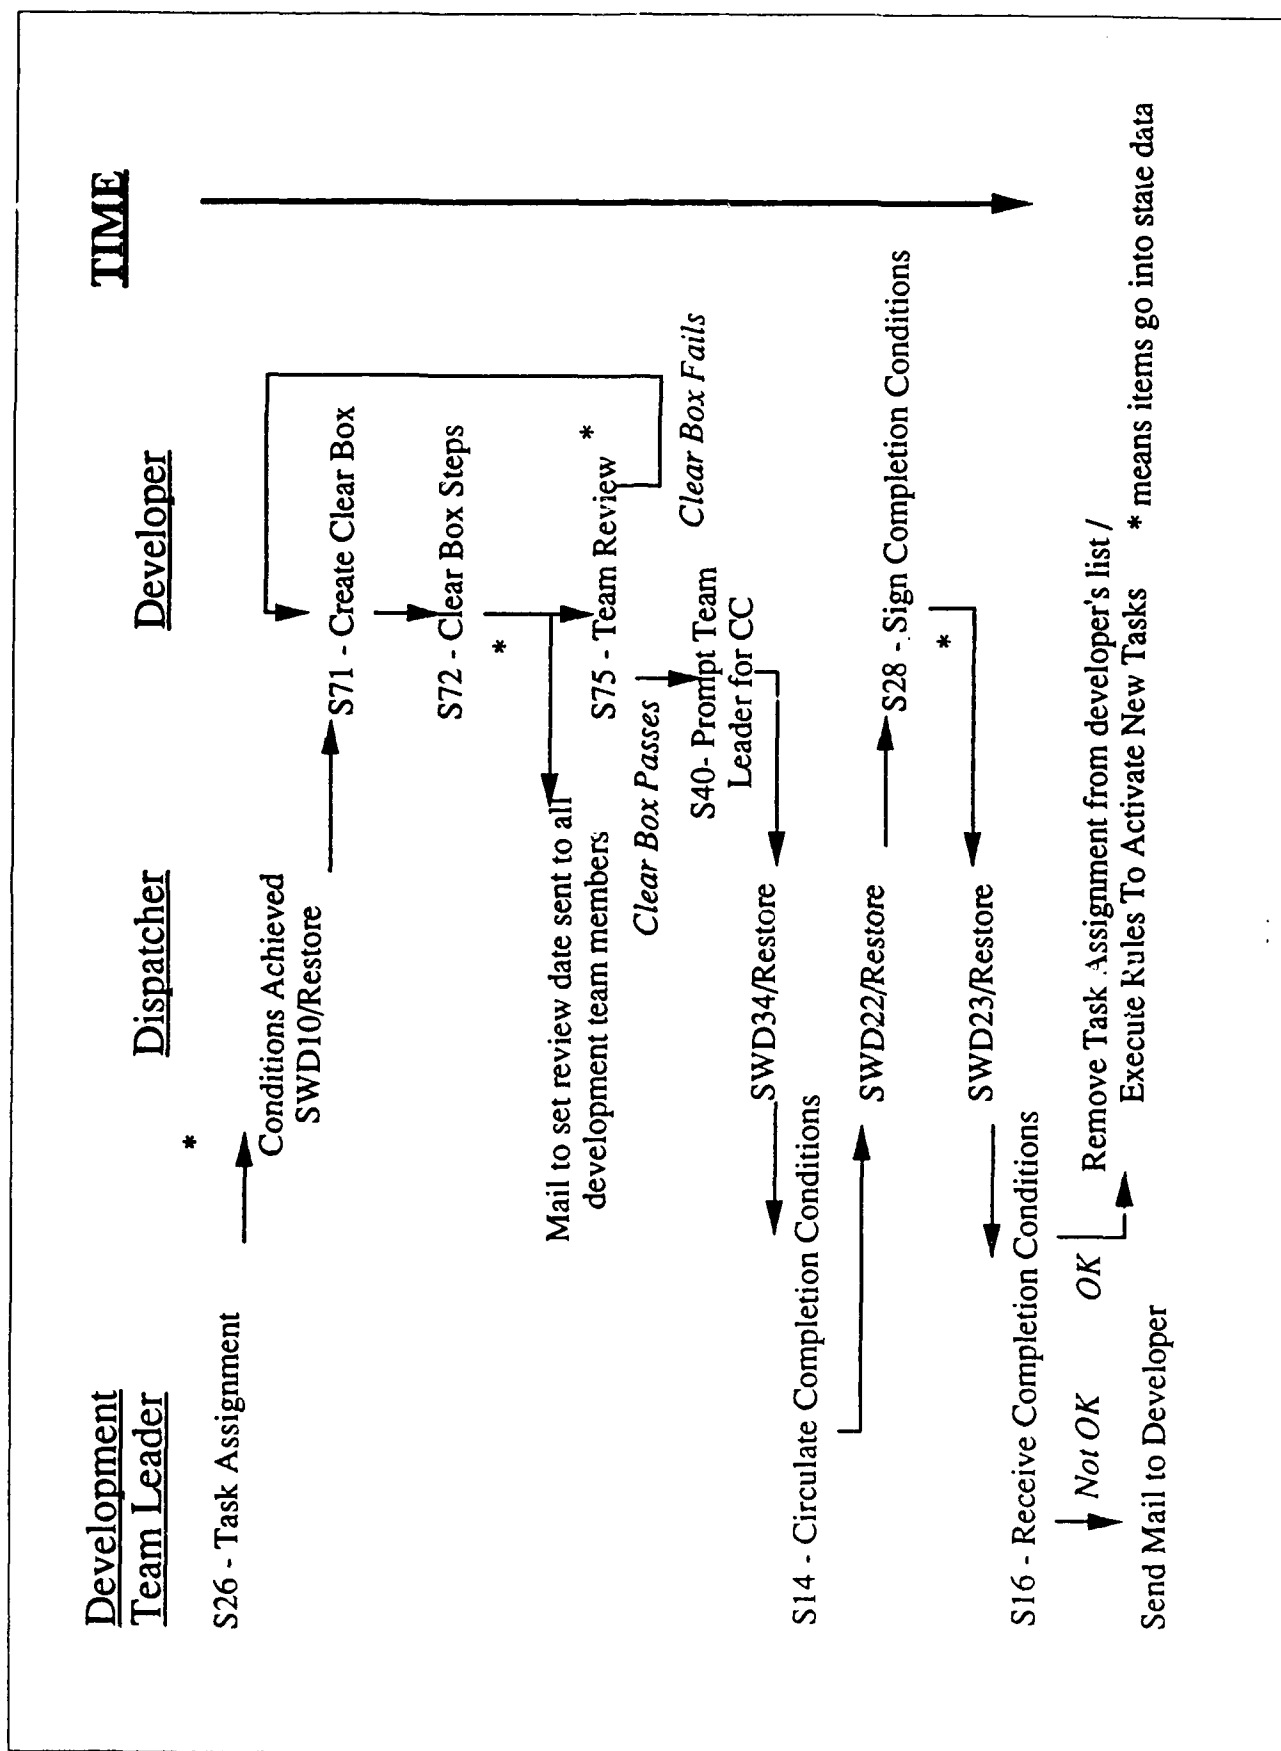 Development
Team Leader
Dispatcher
Developer
TIME
S26 - Task Assignment
*
Conditions Achieved
SWD10/Restore
S71 - Create Clear Box
S72 - Clear Box Steps
*
Mail to set review date sent to all
development team members
S75 - Team Review
*
Clear Box Passes
Clear Box Fails
S40- Prompt Team
Leader for CC
SWD34/Restore
S14 - Circulate Completion Conditions
SWD22/Restore
S28 - Sign Completion Conditions
*
SWD23/Restore
S16 - Receive Completion Conditions
Not OK
OK
Remove Task Assignment from developer's list /
Execute Rules To Activate New Tasks
Send Mail to Developer
* means items go into state data